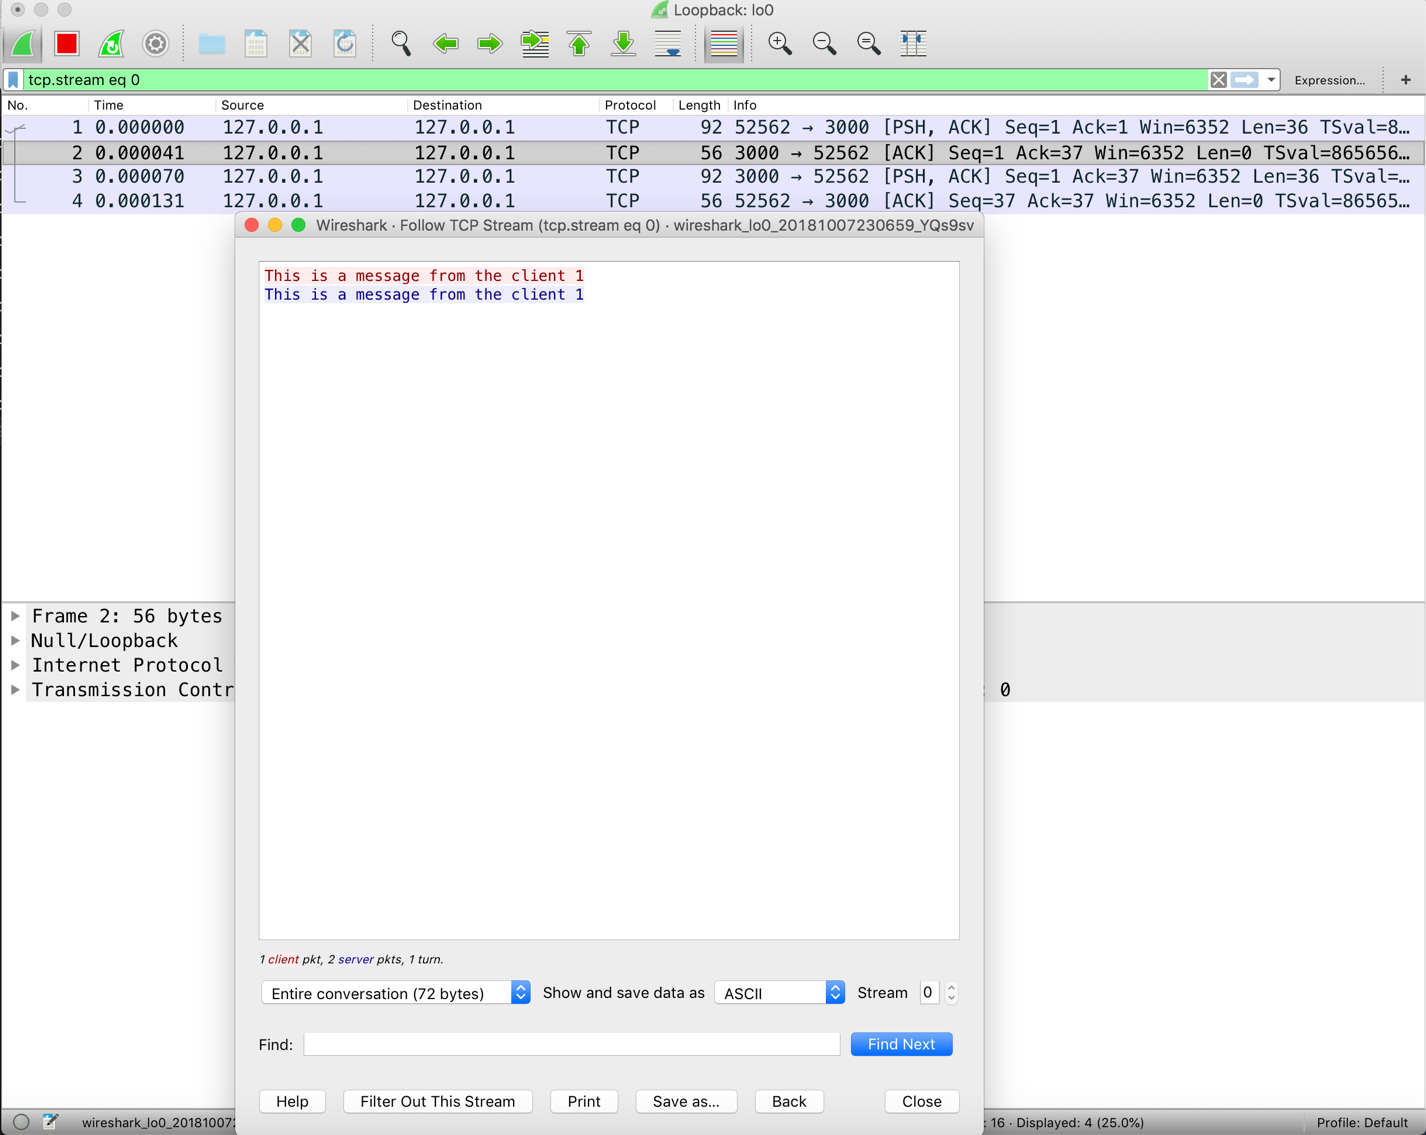 Loopback: lo0
tcp.stream eq 0
Expression...
+
No. Time Source Destination Protocol Length Info
1 0.000000 127.0.0.1 127.0.0.1 TCP 92 52562 → 3000 [PSH, ACK] Seq=1 Ack=1 Win=6352 Len=36 TSval=8...
2 0.000041 127.0.0.1 127.0.0.1 TCP 56 3000 → 52562 [ACK] Seq=1 Ack=37 Win=6352 Len=0 TSval=865656...
3 0.000070 127.0.0.1 127.0.0.1 TCP 92 3000 → 52562 [PSH, ACK] Seq=1 Ack=37 Win=6352 Len=36 TSval=...
4 0.000131 127.0.0.1 127.0.0.1 TCP 56 52562 → 3000 [ACK] Seq=37 Ack=37 Win=6352 Len=0 TSval=86565...
Wireshark · Follow TCP Stream (tcp.stream eq 0) · wireshark_lo0_20181007230659_YQs9sv
This is a message from the client 1
This is a message from the client 1
Frame 2: 56 bytes
Null/Loopback
Internet Protocol
Transmission Contr : 0
1 client pkt, 2 server pkts, 1 turn.
Entire conversation (72 bytes) Show and save data as ASCII Stream 0
Find: Find Next
Help Filter Out This Stream Print Save as... Back Close
wireshark_lo0_201810072 : 16 · Displayed: 4 (25.0%) Profile: Default